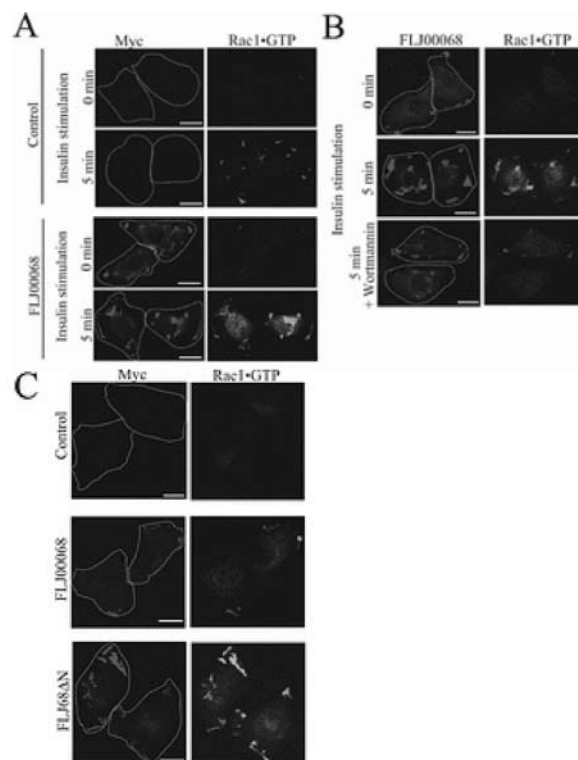 A
Myc Rac1•GTP
Control
Insulin stimulation
0 min
5 min
FLJ00068
Insulin stimulation
0 min
5 min
B
FLJ00068 Rac1•GTP
Insulin stimulation
0 min
5 min
5 min
+ Wortmannin
C
Myc Rac1•GTP
Control
FLJ00068
FLJ68ΔN